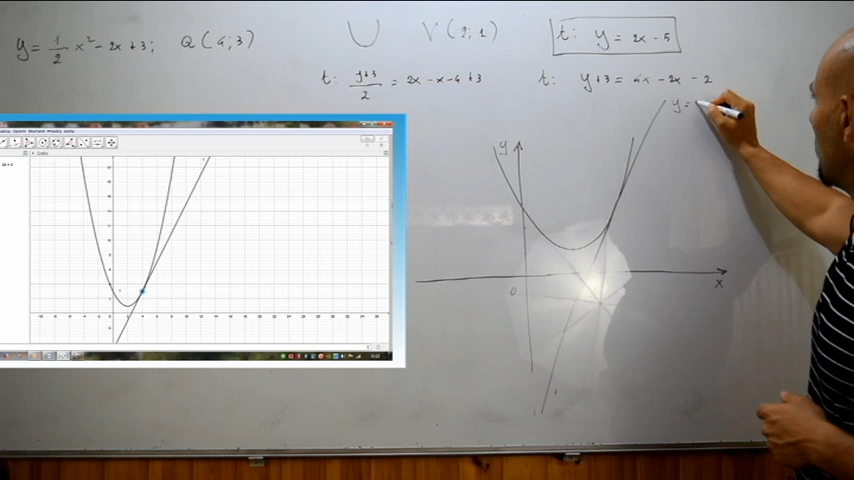 y = 1/2 x² - 2x + 3 ; Q ( 4 ; 3 )
V ( 2 ; 1 )
t : y = 2x - 5
t : y+3/2 = 2x - x - 4 + 3
t : y + 3 = 4x - 2x - 2
y =
y
0
x